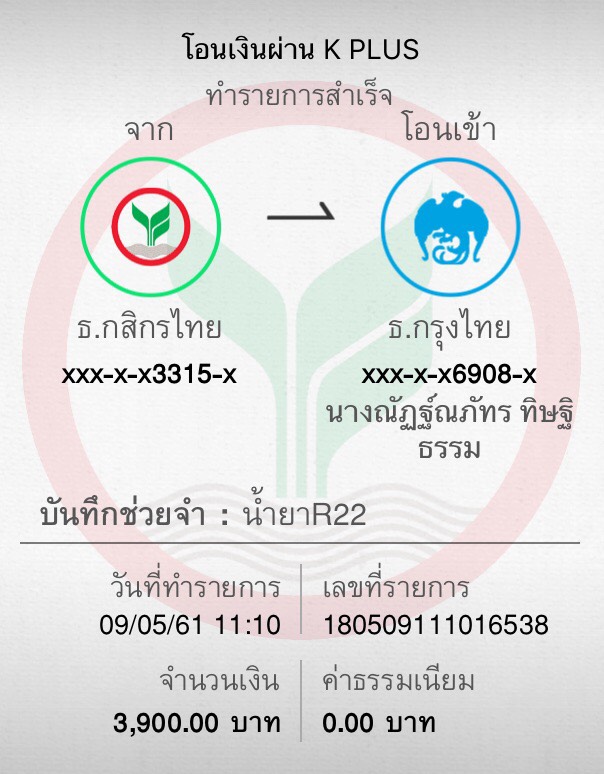 โอนเงินผ่าน K PLUS
ทำรายการสำเร็จ
จาก
โอนเข้า
ธ.กสิกรไทย
xxx-x-x3315-x
ธ.กรุงไทย
xxx-x-x6908-x
นางณัฏฐ์ณภัทร ทิษฐิ
ธรรม
บันทึกช่วยจำ : น้ำยาR22
วันที่ทำรายการ
09/05/61 11:10
เลขที่รายการ
180509111016538
จำนวนเงิน
3,900.00 บาท
ค่าธรรมเนียม
0.00 บาท